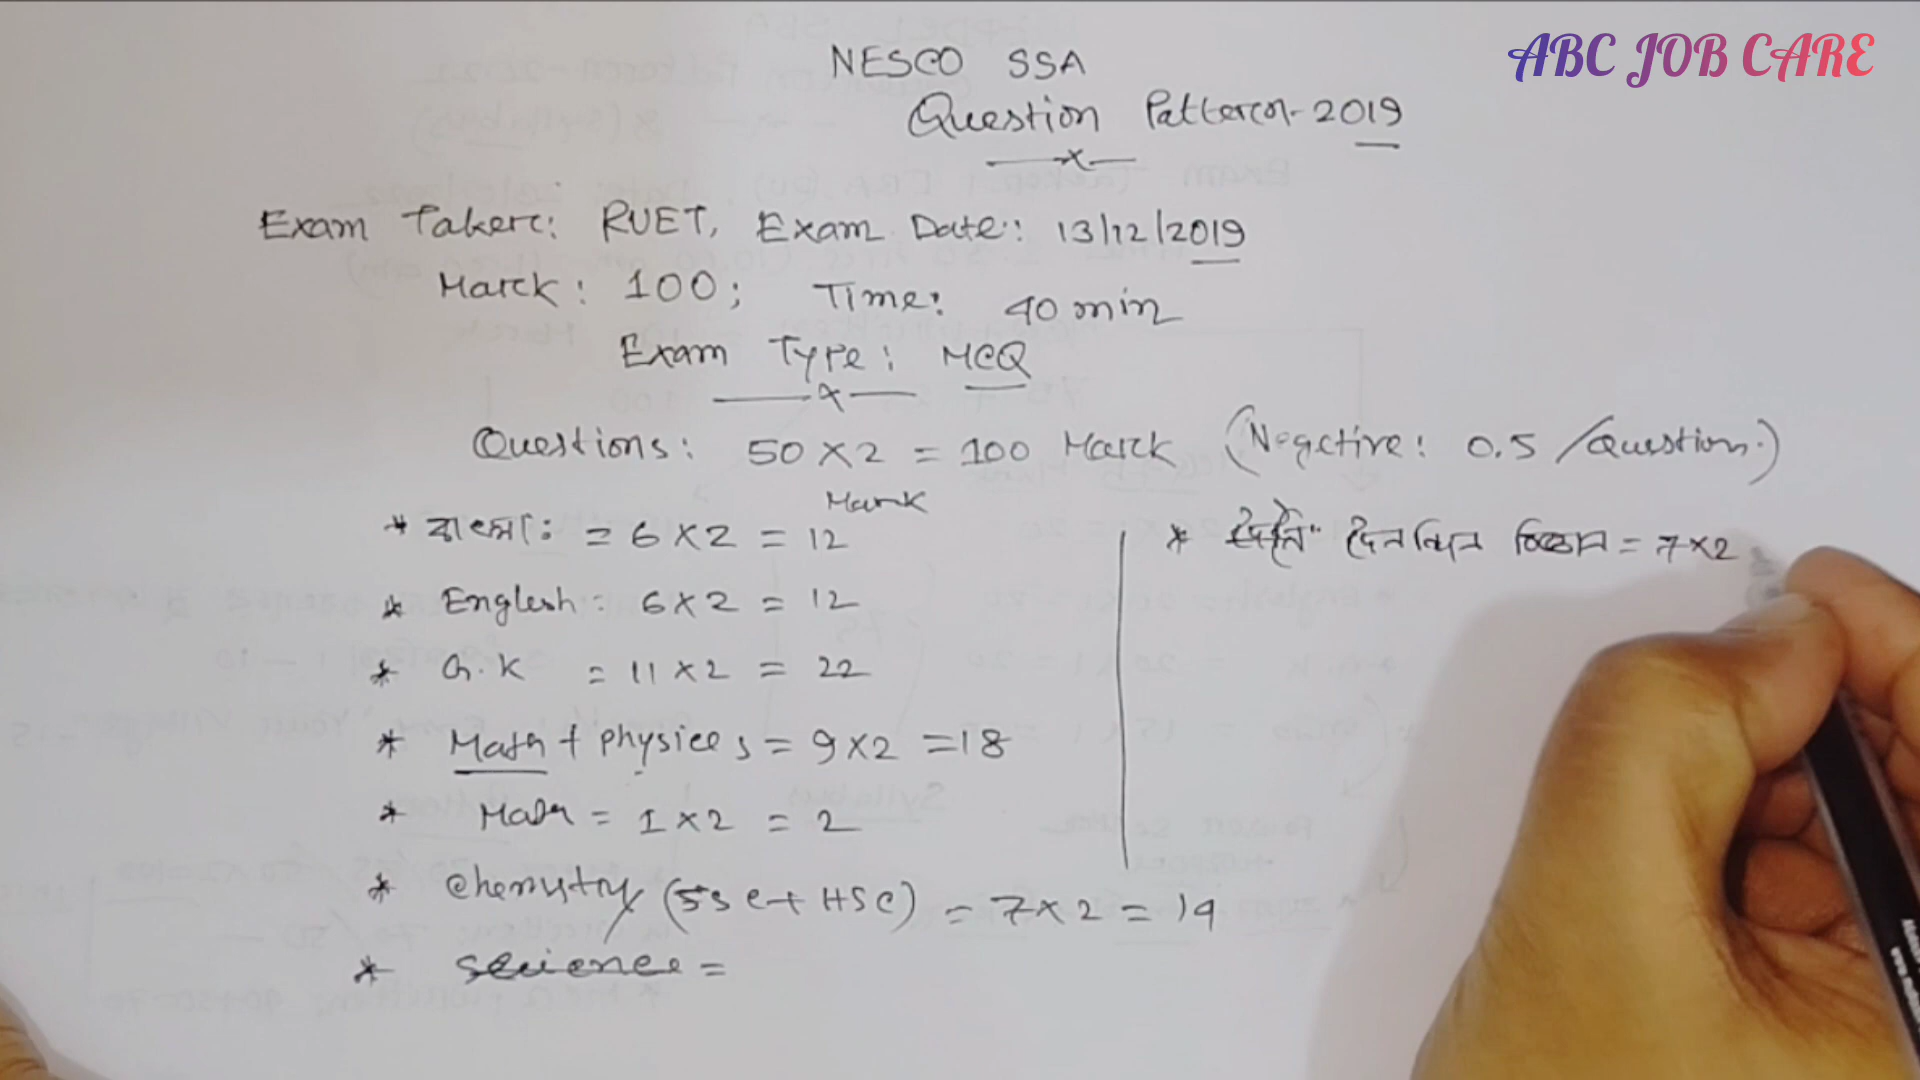 ABC JOB CARE
NESCO SSA
Question Pattern-2019
Exam Taker: RUET, Exam Date: 13/12/2019
Mark: 100; Time: 40 min
Exam Type: MCQ
Questions: 50 x 2 = 100 Mark (Negative: 0.5 /Question.)
Mark
* বাংলা: = 6 x 2 = 12
* English: 6 x 2 = 12
* G.K = 11 x 2 = 22
* Math + physics = 9 x 2 = 18
* Math = 1 x 2 = 2
* Chemistry (SSC + HSC) = 7 x 2 = 14
* Science =
* দৈনন্দিন বিজ্ঞান = 7 x 2